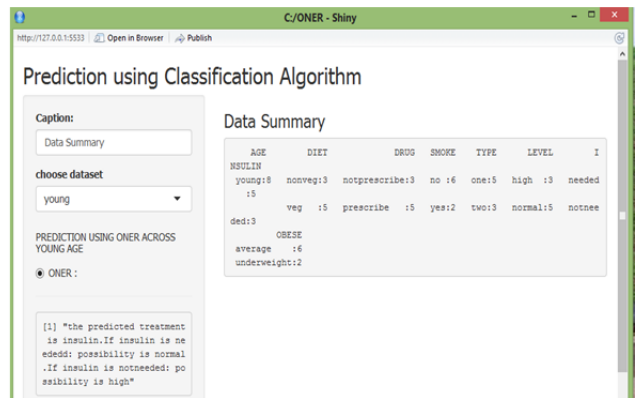 C:/ONER - Shiny
http://127.0.0.1:5533 Open in Browser Publish
Prediction using Classification Algorithm
Caption:
Data Summary
choose dataset
young
PREDICTION USING ONER ACROSS
YOUNG AGE
ONER :
[1] "the predicted treatment
is insulin.If insulin is ne
ededd: possibility is normal
.If insulin is notneeded: po
ssibility is high"
Data Summary
AGE DIET DRUG SMOKE TYPE LEVEL I
NSULIN
young:8 nonveg:3 notprescribe:3 no :6 one:5 high :3 needed
:5
veg :5 prescribe :5 yes:2 two:3 normal:5 notnee
ded:3
OBESE
average :6
underweight:2